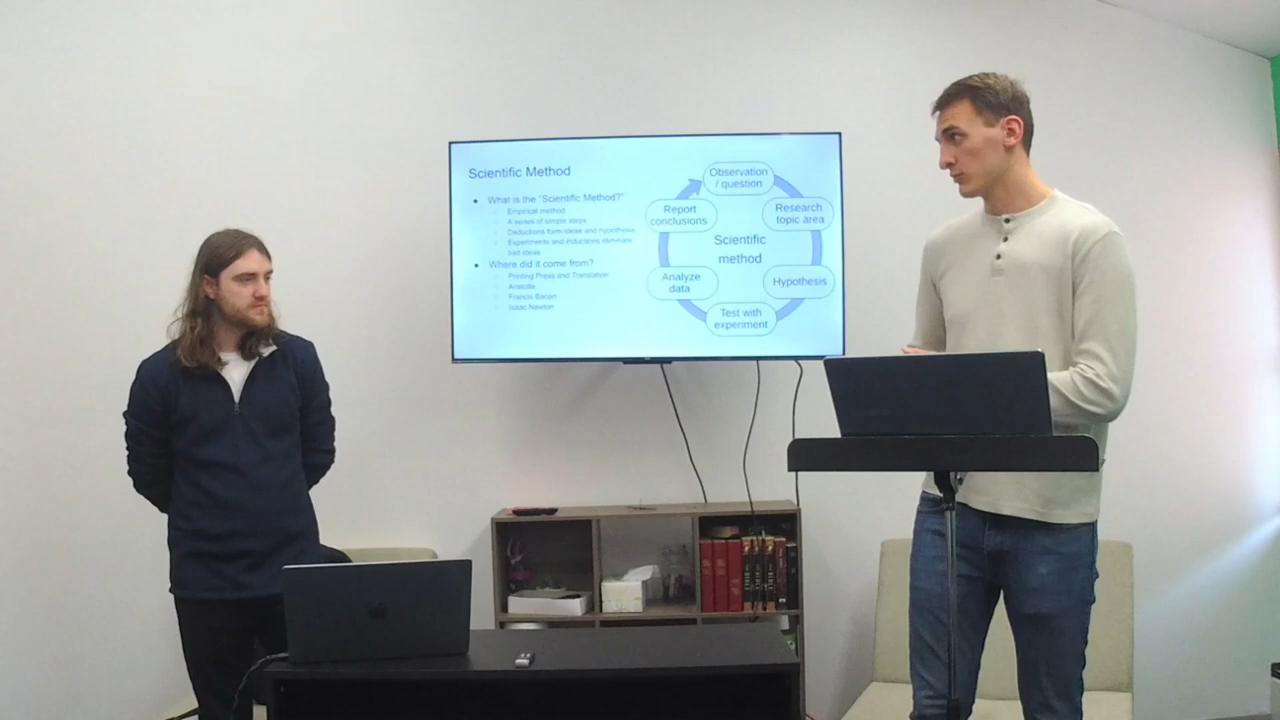 Scientific Method
What is the "Scientific Method?"
Empirical method
A series of simple steps
Deductions form ideas and hypothesis
Experiments and inductions eliminate
bad ideas
Where did it come from?
Printing Press and Translation
Aristotle
Francis Bacon
Isaac Newton
Observation
/ question
Research
topic area
Hypothesis
Test with
experiment
Analyze
data
Report
conclusions
Scientific
method